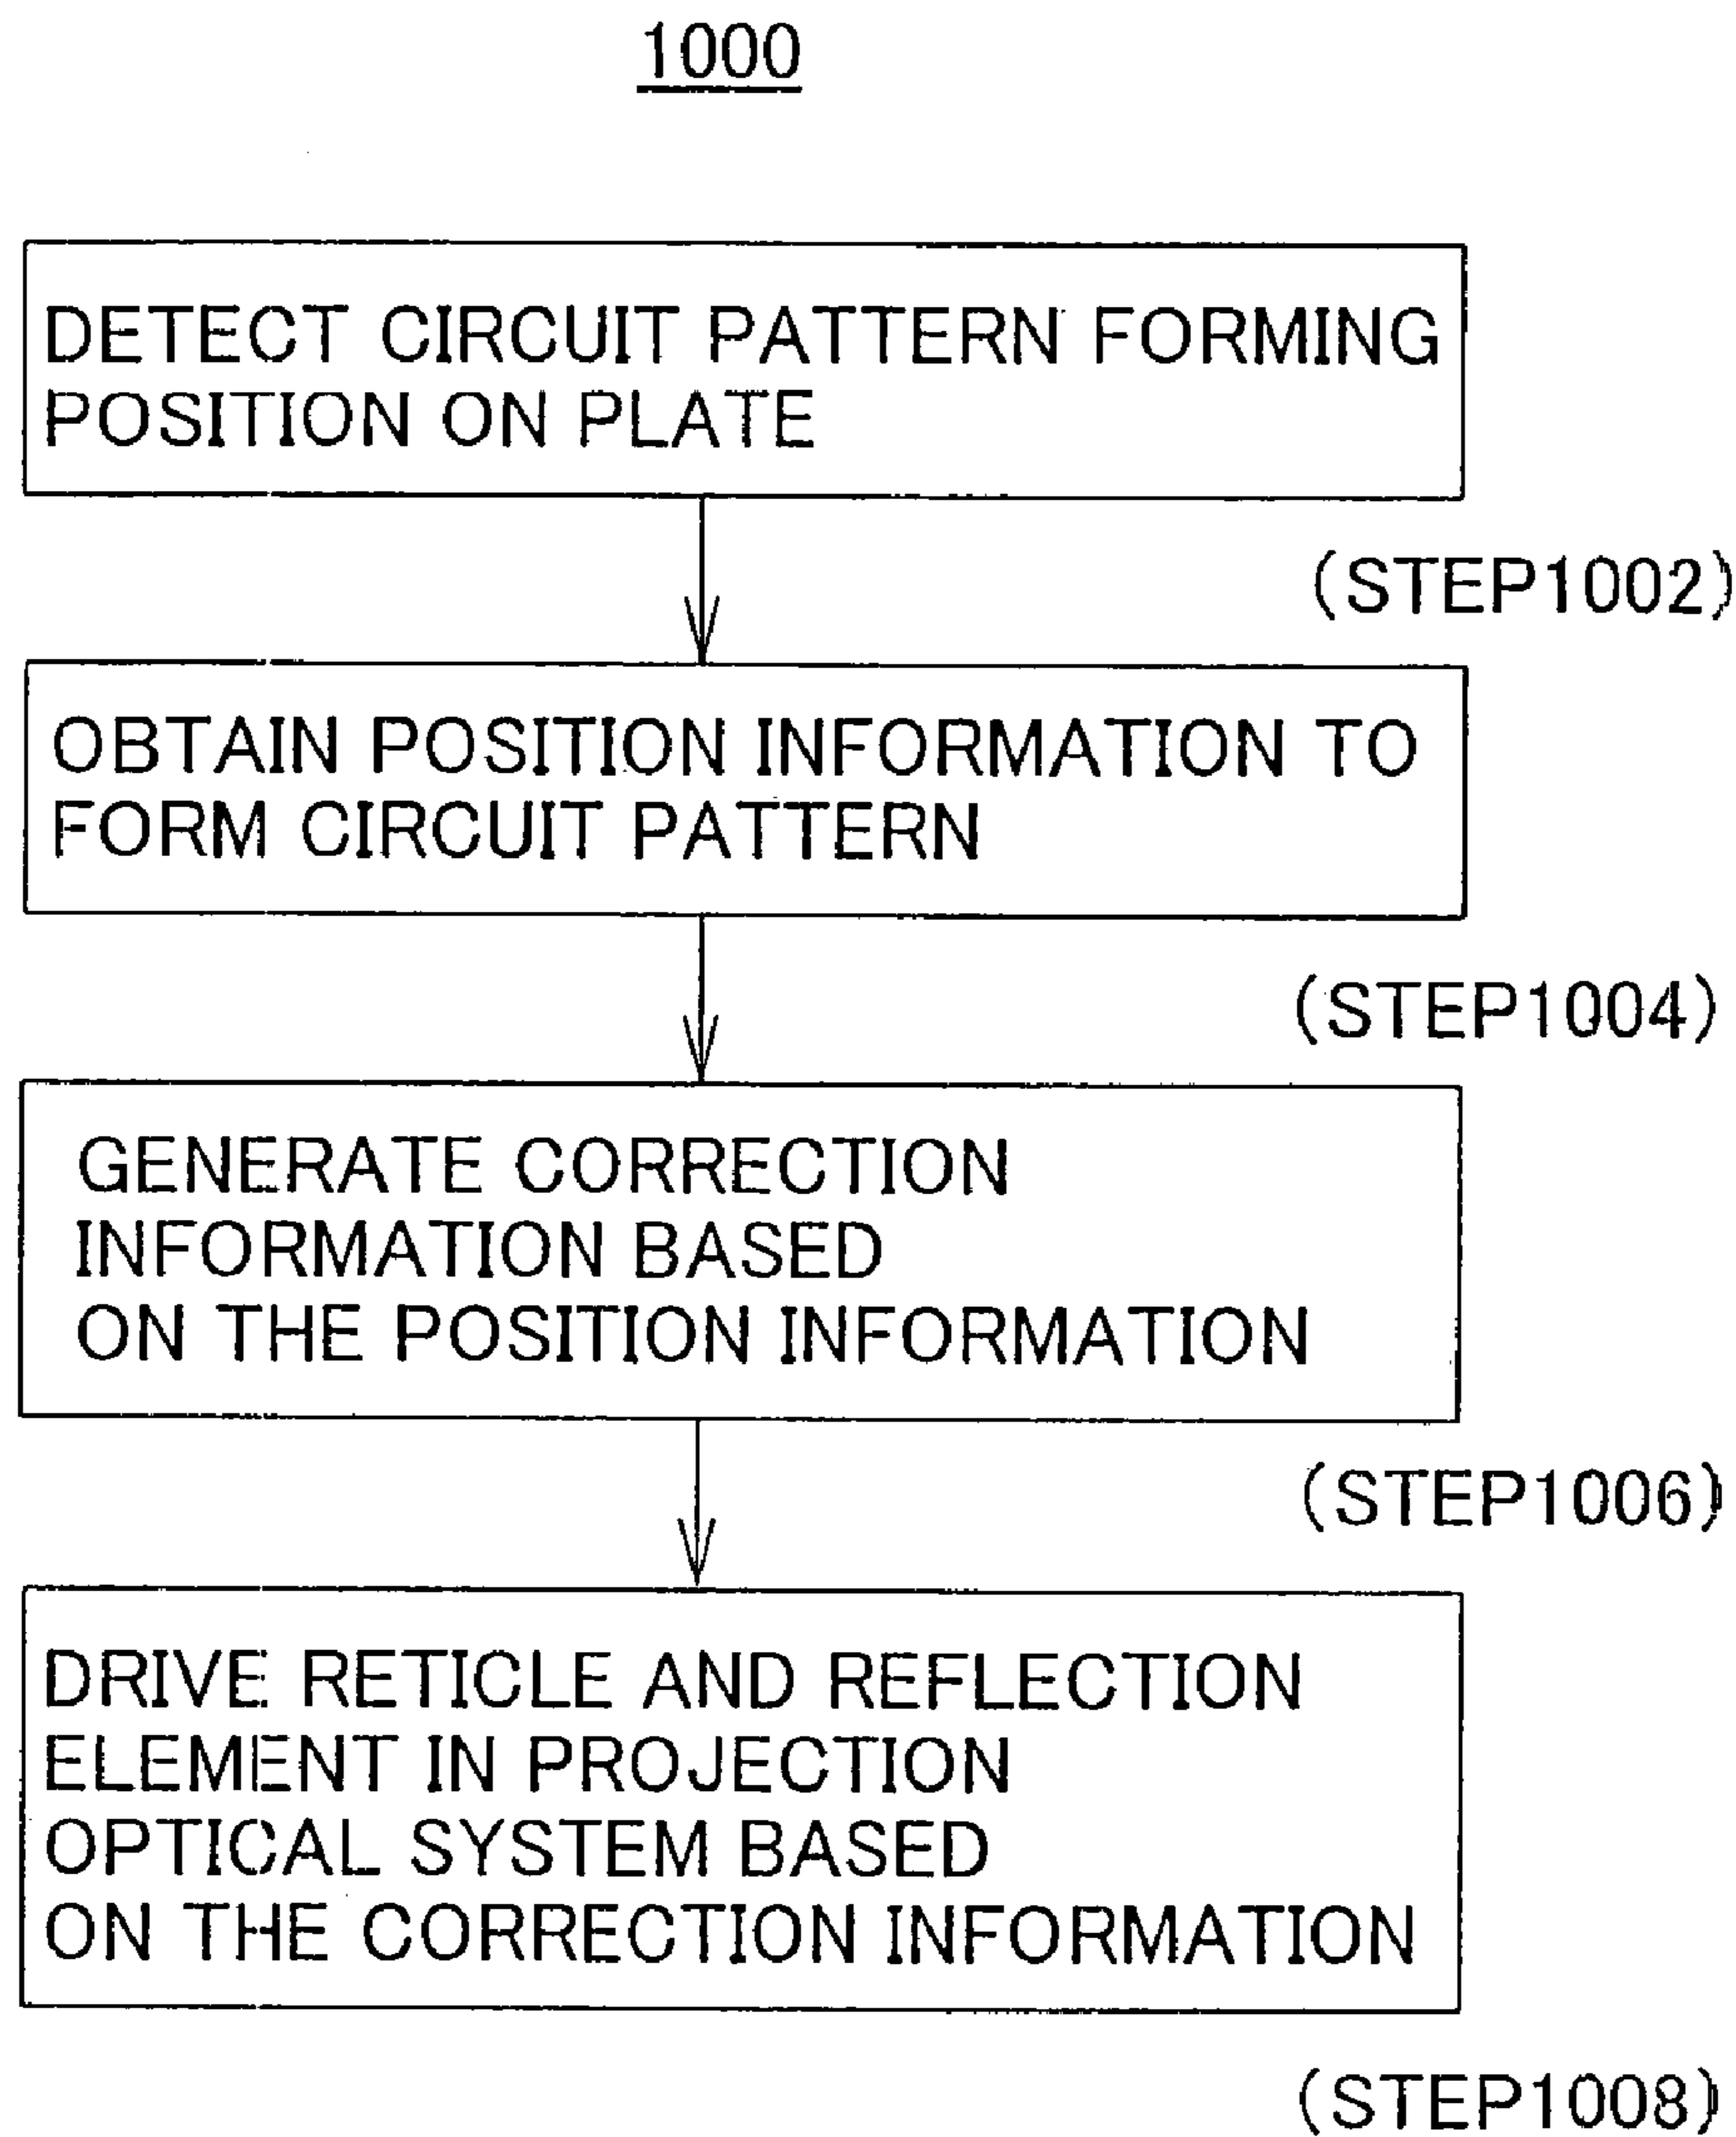 1000
DETECT CIRCUIT PATTERN FORMING
POSITION ON PLATE
(STEP1002)
OBTAIN POSITION INFORMATION TO
FORM CIRCUIT PATTERN
(STEP1004)
GENERATE CORRECTION
INFORMATION BASED
ON THE POSITION INFORMATION
(STEP1006)
DRIVE RETICLE AND REFLECTION
ELEMENT IN PROJECTION
OPTICAL SYSTEM BASED
ON THE CORRECTION INFORMATION
(STEP1008)